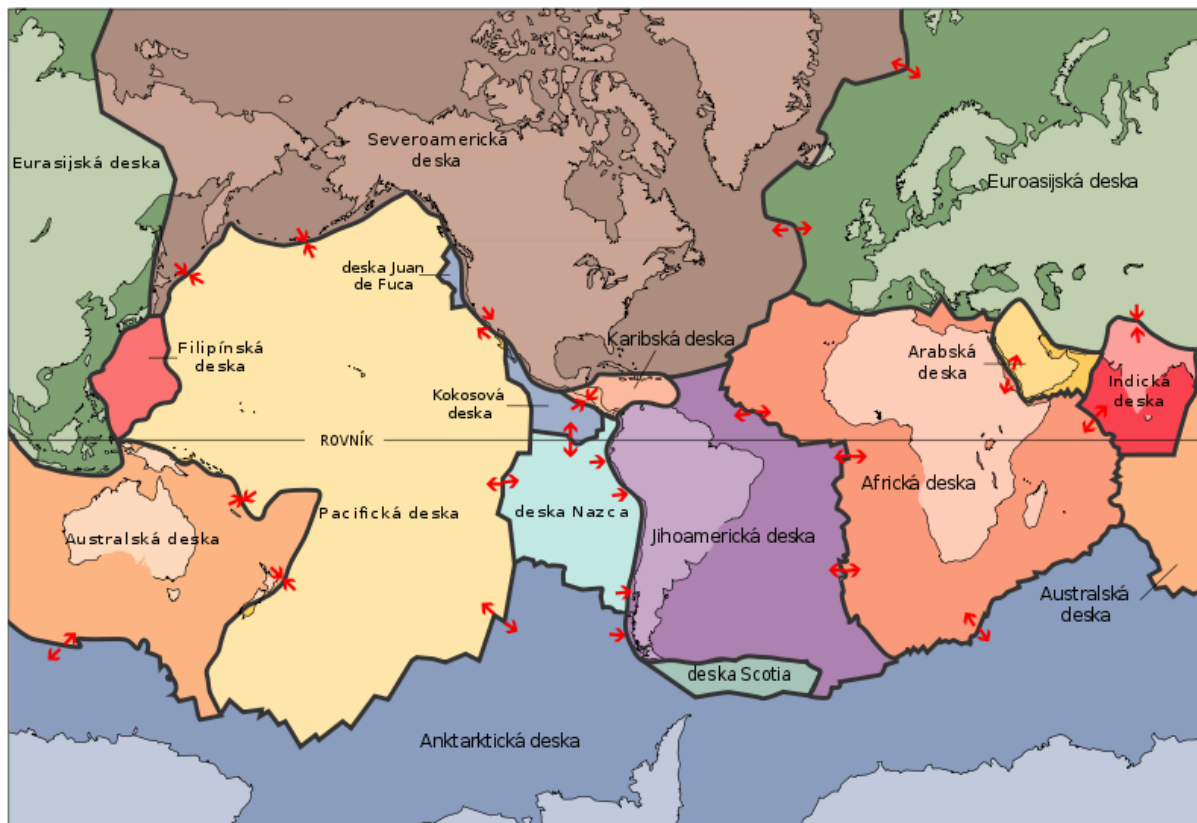 Severoamerická
deska
Eurasijská deska
Euroasijská deska
deska Juan
de Fuca
Filipínská
deska
Karibská deska
Arabská
deska
Indická
deska
Kokosová
deska
ROVNÍK
Africká deska
Pacifická deska
deska Nazca
Australská deska
Jihoamerická deska
Australská
deska
deska Scotia
Anktarktická deska